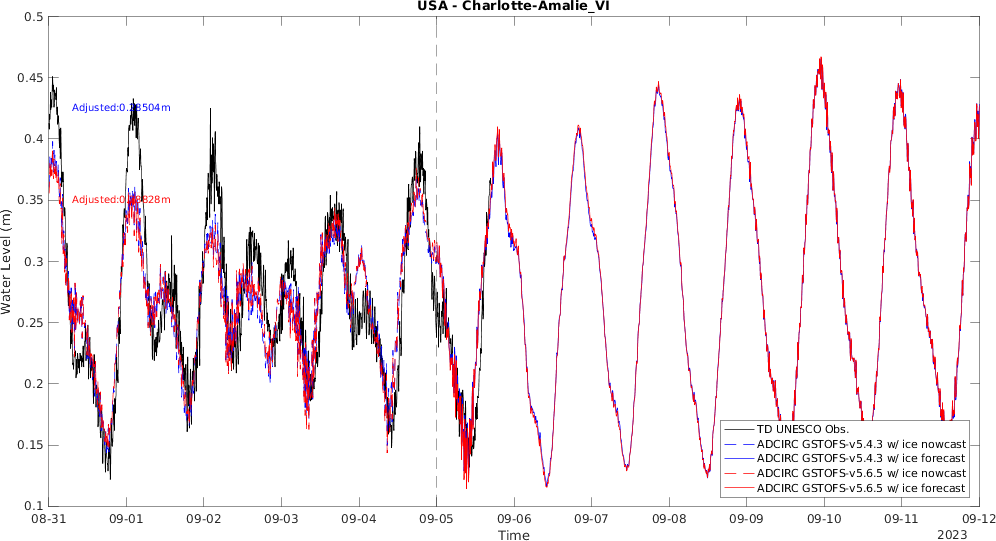 USA - Charlotte-Amalie_VI
0.5
0.45
0.4
0.35
0.3
0.25
0.2
0.15
0.1
Water Level (m)
08-31 09-01 09-02 09-03 09-04 09-05 09-06 09-07 09-08 09-09 09-10 09-11 09-12
Time
2023
TD UNESCO Obs.
ADCIRC GSTOFS-v5.4.3 w/ ice nowcast
ADCIRC GSTOFS-v5.4.3 w/ ice forecast
ADCIRC GSTOFS-v5.6.5 w/ ice nowcast
ADCIRC GSTOFS-v5.6.5 w/ ice forecast